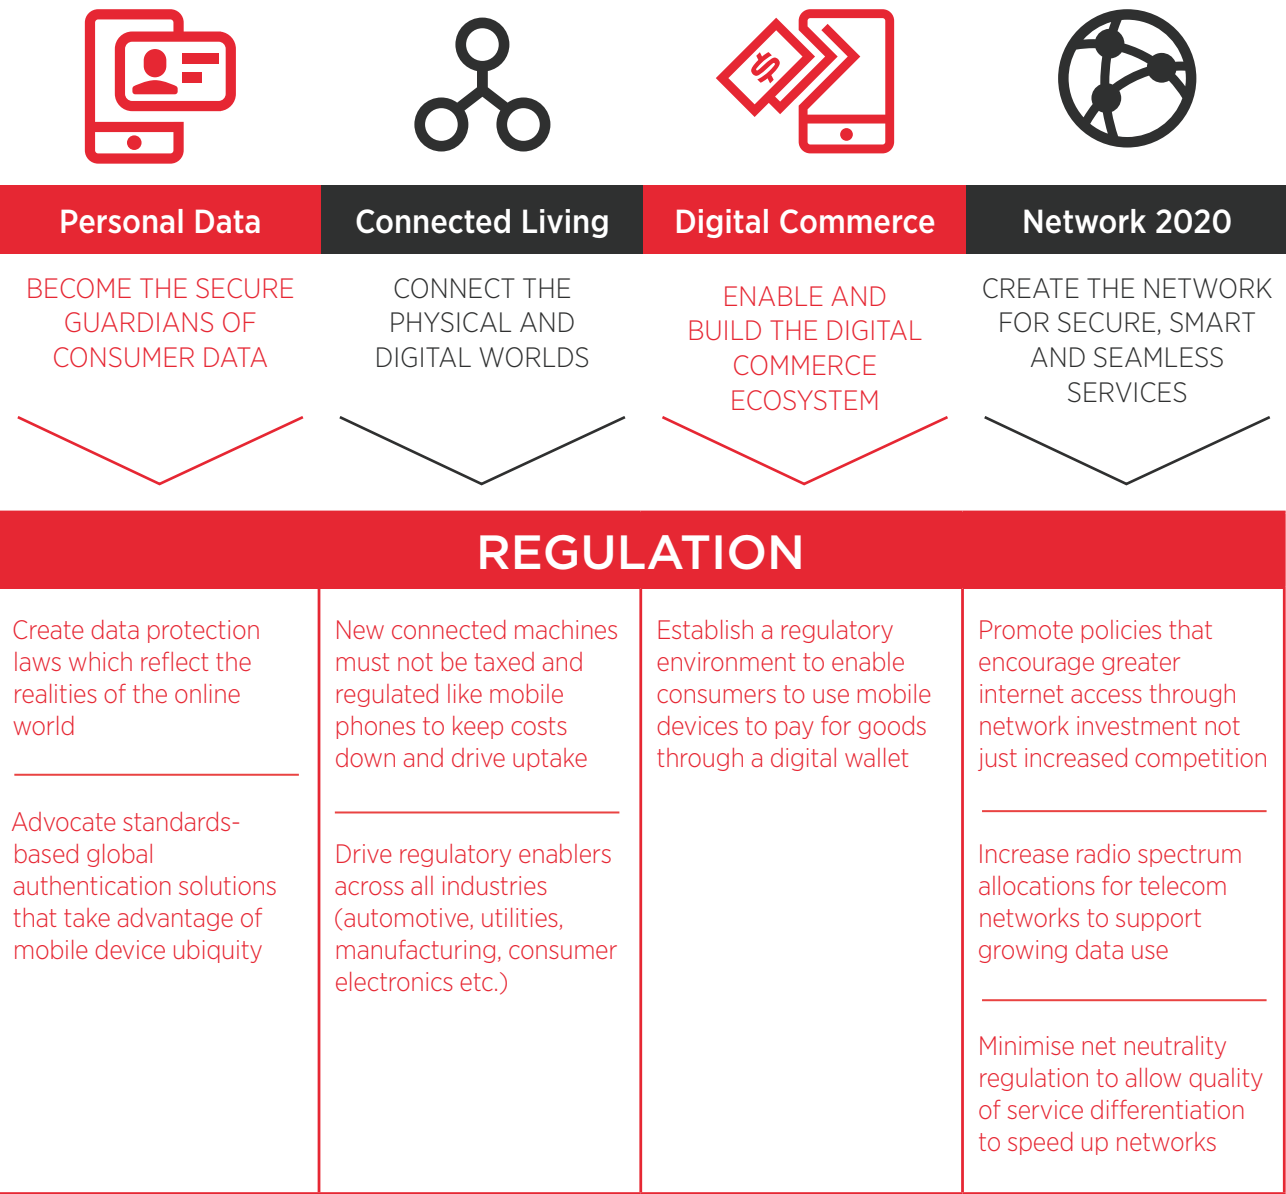 $
Personal Data
Connected Living
Digital Commerce
Network 2020
BECOME THE SECURE
GUARDIANS OF
CONSUMER DATA
CONNECT THE
PHYSICAL AND
DIGITAL WORLDS
ENABLE AND
BUILD THE DIGITAL
COMMERCE
ECOSYSTEM
CREATE THE NETWORK
FOR SECURE, SMART
AND SEAMLESS
SERVICES
REGULATION
Create data protection
laws which reflect the
realities of the online
world
Advocate standards-
based global
authentication solutions
that take advantage of
mobile device ubiquity
New connected machines
must not be taxed and
regulated like mobile
phones to keep costs
down and drive uptake
Drive regulatory enablers
across all industries
(automotive, utilities,
manufacturing, consumer
electronics etc.)
Establish a regulatory
environment to enable
consumers to use mobile
devices to pay for goods
through a digital wallet
Promote policies that
encourage greater
internet access through
network investment not
just increased competition
Increase radio spectrum
allocations for telecom
networks to support
growing data use
Minimise net neutrality
regulation to allow quality
of service differentiation
to speed up networks